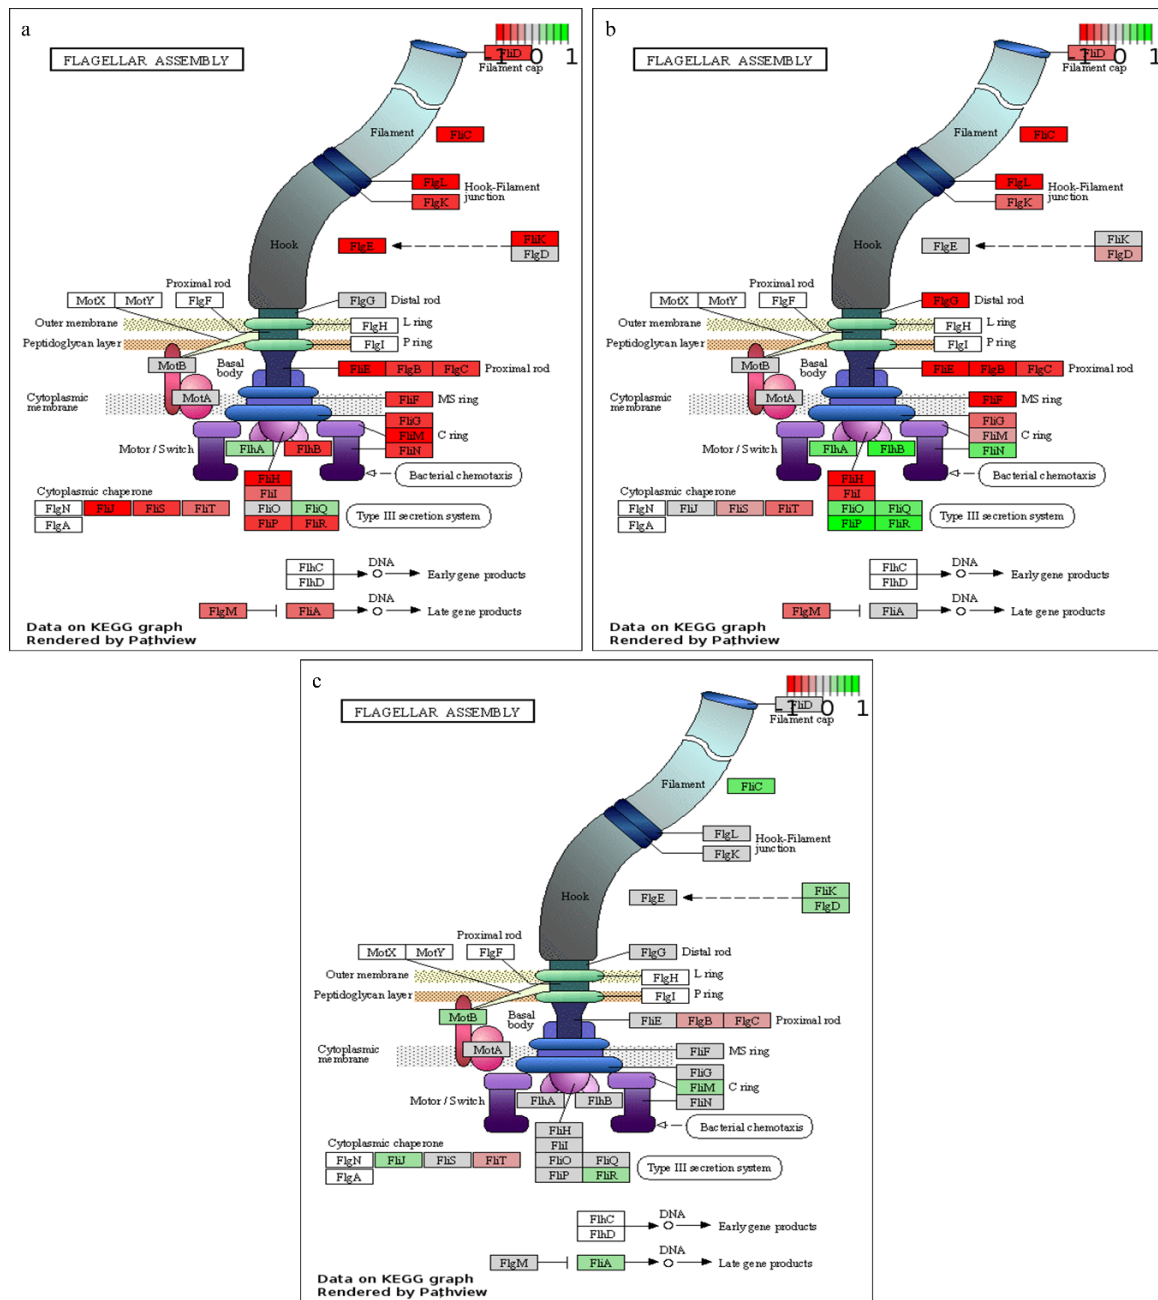 a
FLAGELLAR ASSEMBLY
-1 0 1
FliD
Filament cap
Filament
FliC
FlgL
Hook-Filament
junction
FlgK
Hook
FlgE
FliK
FlgD
Proximal rod
MotX MotY FlgF
FlgG Distal rod
Outer membrane
FlgH L ring
Peptidoglycan layer
FlgI P ring
MotB
Basal
body
FliE FlgB FlgC Proximal rod
MotA
Cytoplasmic
membrane
FliF MS ring
FliG
FliM C ring
FliN
Motor / Switch
FlhA FlhB
Bacterial chemotaxis
FliH
FliI
FliO FliQ
FliP FliR
Type III secretion system
Cytoplasmic chaperone
FlgN FliJ FliS FliT
FlgA
FlhC
FlhD
DNA
Early gene products
FlgM FliA
DNA
Late gene products
Data on KEGG graph
Rendered by Pathview
b
FLAGELLAR ASSEMBLY
-1 0 1
FliD
Filament cap
Filament
FliC
FlgL
Hook-Filament
junction
FlgK
Hook
FlgE
FliK
FlgD
Proximal rod
MotX MotY FlgF
FlgG Distal rod
Outer membrane
FlgH L ring
Peptidoglycan layer
FlgI P ring
MotB
Basal
body
FliE FlgB FlgC Proximal rod
MotA
Cytoplasmic
membrane
FliF MS ring
FliG
FliM C ring
FliN
Motor / Switch
FlhA FlhB
Bacterial chemotaxis
FliH
FliI
FliO FliQ
FliP FliR
Type III secretion system
Cytoplasmic chaperone
FlgN FliJ FliS FliT
FlgA
FlhC
FlhD
DNA
Early gene products
FlgM FliA
DNA
Late gene products
Data on KEGG graph
Rendered by Pathview
c
FLAGELLAR ASSEMBLY
-1 0 1
FliD
Filament cap
Filament
FliC
FlgL
Hook-Filament
junction
FlgK
Hook
FlgE
FliK
FlgD
Proximal rod
MotX MotY FlgF
FlgG Distal rod
Outer membrane
FlgH L ring
Peptidoglycan layer
FlgI P ring
MotB
Basal
body
FliE FlgB FlgC Proximal rod
MotA
Cytoplasmic
membrane
FliF MS ring
FliG
FliM C ring
FliN
Motor / Switch
FlhA FlhB
Bacterial chemotaxis
FliH
FliI
FliO FliQ
FliP FliR
Type III secretion system
Cytoplasmic chaperone
FlgN FliJ FliS FliT
FlgA
FlhC
FlhD
DNA
Early gene products
FlgM FliA
DNA
Late gene products
Data on KEGG graph
Rendered by Pathview